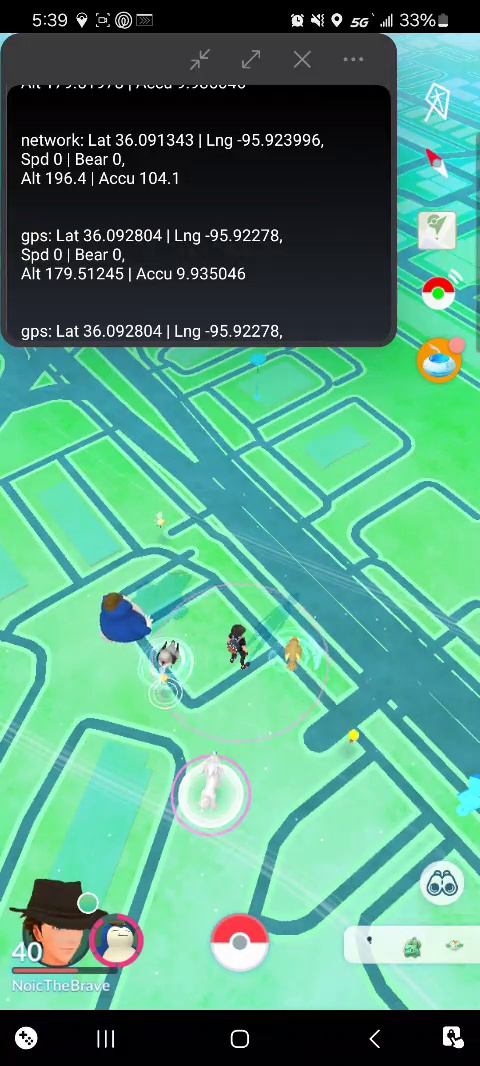 5:39
5G
33%
Alt 179.51978 | Accu 9.936046
network: Lat 36.091343 | Lng -95.923996,
Spd 0 | Bear 0,
Alt 196.4 | Accu 104.1
gps: Lat 36.092804 | Lng -95.92278,
Spd 0 | Bear 0,
Alt 179.51245 | Accu 9.935046
gps: Lat 36.092804 | Lng -95.92278,
40
NoicTheBrave